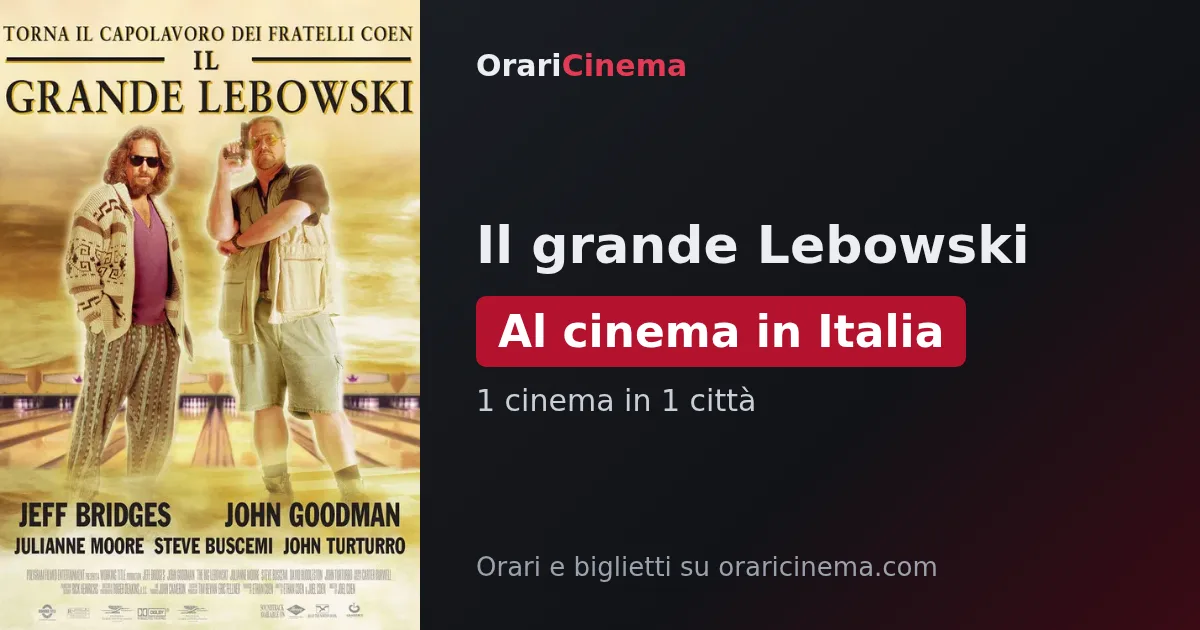 TORNA IL CAPOLAVORO DEI FRATELLI COEN
IL
GRANDE LEBOWSKI
JEFF BRIDGES JOHN GOODMAN
JULIANNE MOORE STEVE BUSCEMI JOHN TURTURRO
OrariCinema
Il grande Lebowski
Al cinema in Italia
1 cinema in 1 città
Orari e biglietti su oraricinema.com